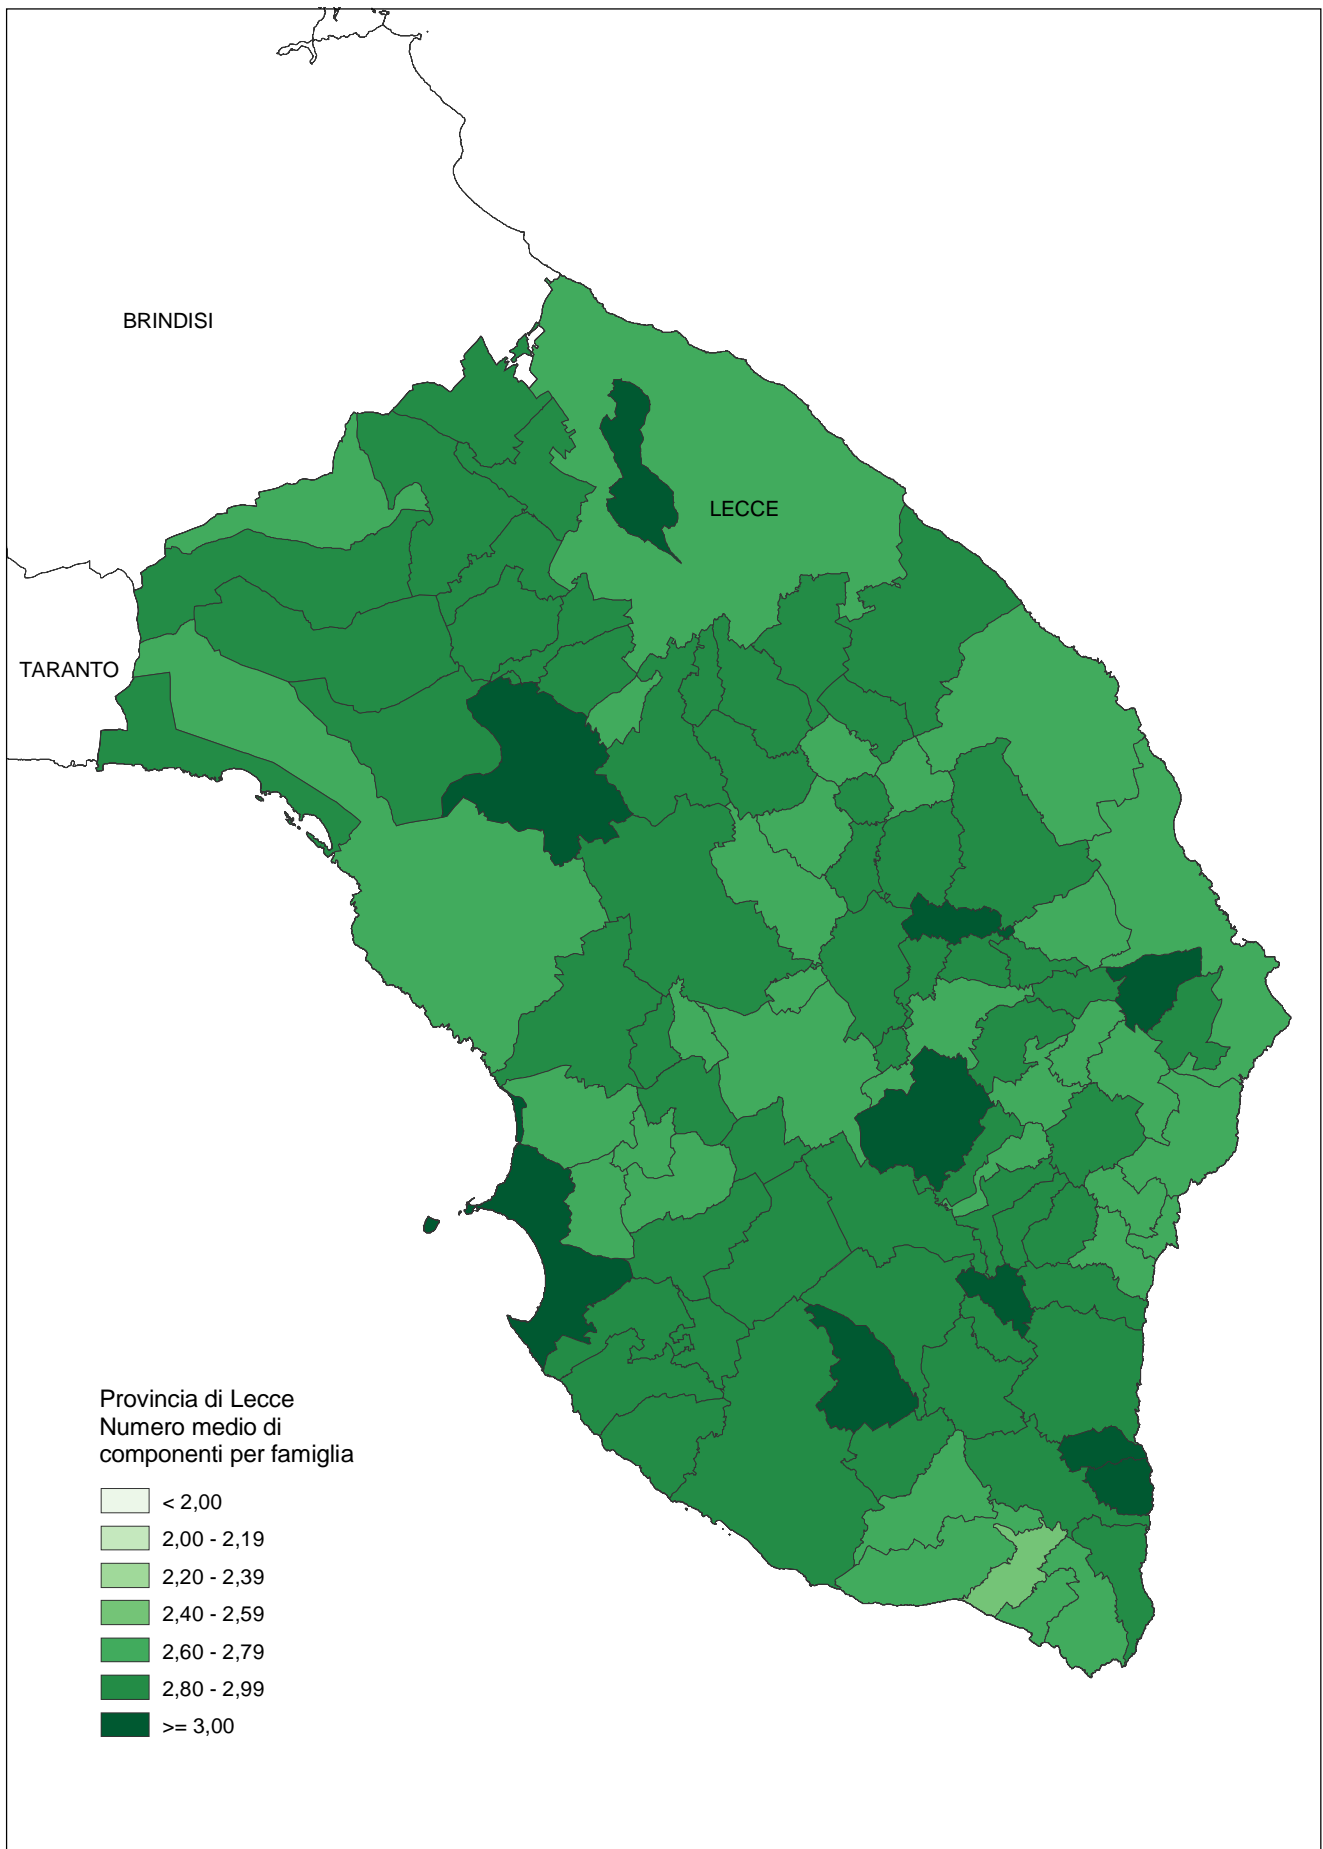 BRINDISI
LECCE
TARANTO
Provincia di Lecce
Numero medio di
componenti per famiglia
< 2,00
2,00 - 2,19
2,20 - 2,39
2,40 - 2,59
2,60 - 2,79
2,80 - 2,99
>= 3,00